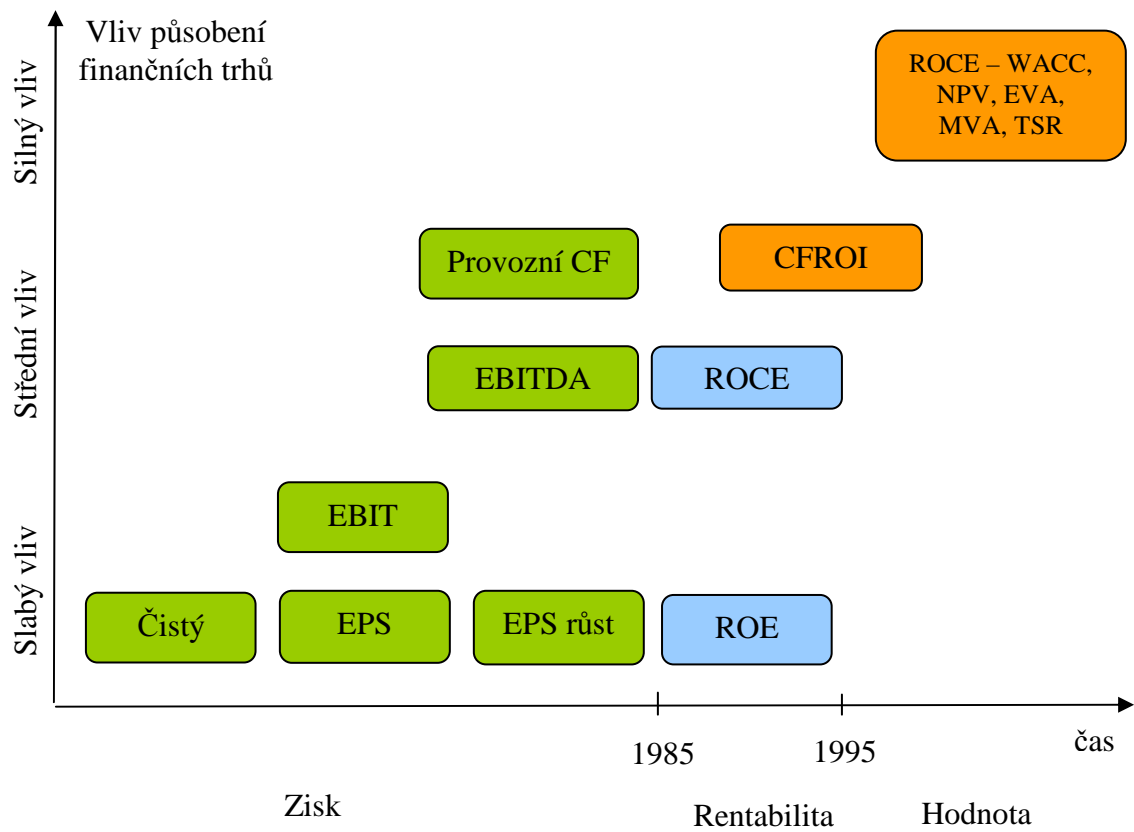 Vliv působení
finančních trhů
Silný vliv
Střední vliv
Slabý vliv
ROCE – WACC,
NPV, EVA,
MVA, TSR
Provozní CF
CFROI
EBITDA
ROCE
EBIT
Čistý
EPS
EPS růst
ROE
1985
1995
čas
Zisk
Rentabilita
Hodnota